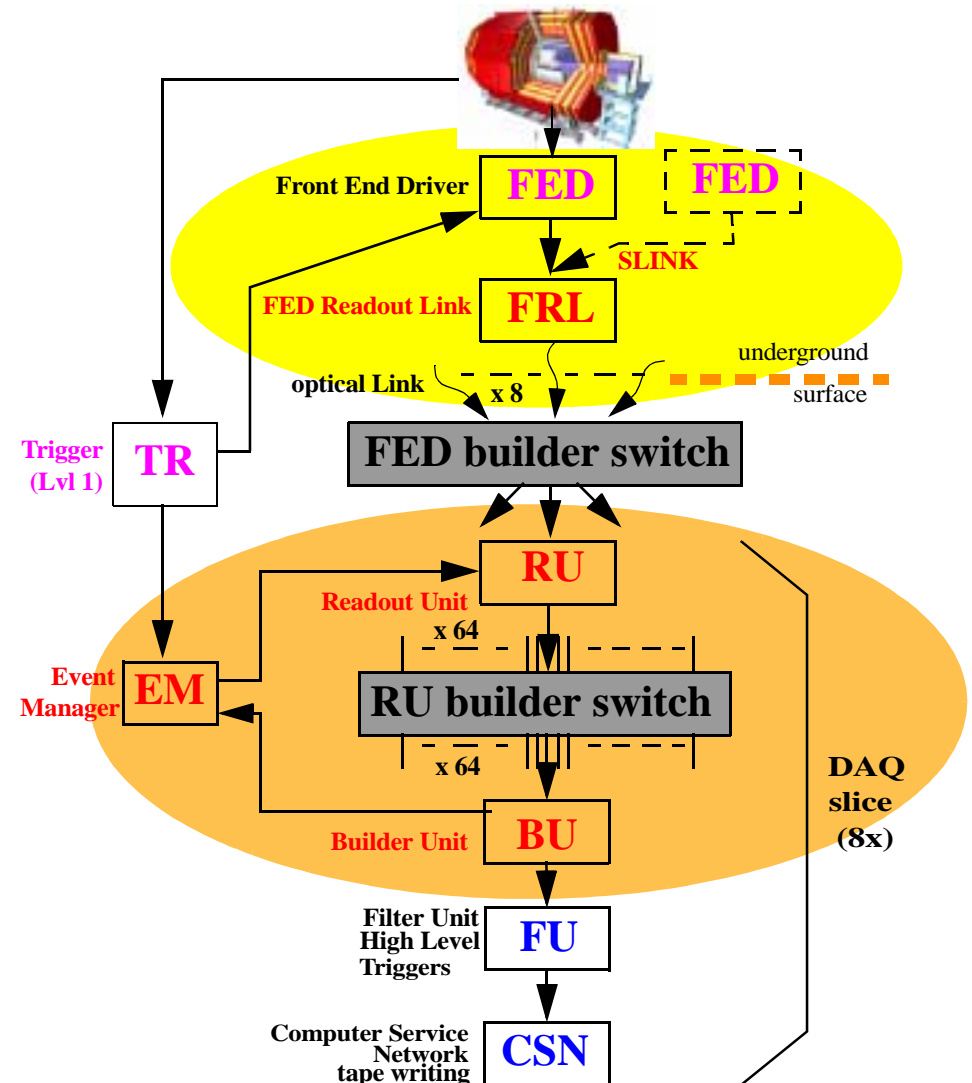 Front End Driver
FED
FED
SLINK
FED Readout Link
FRL
underground
optical Link
x 8
surface
Trigger
(Lvl 1)
TR
FED builder switch
RU
Readout Unit
x 64
Event
Manager
EM
RU builder switch
x 64
DAQ
slice
(8x)
Builder Unit
BU
Filter Unit
High Level
Triggers
FU
Computer Service
Network
tape writing
CSN